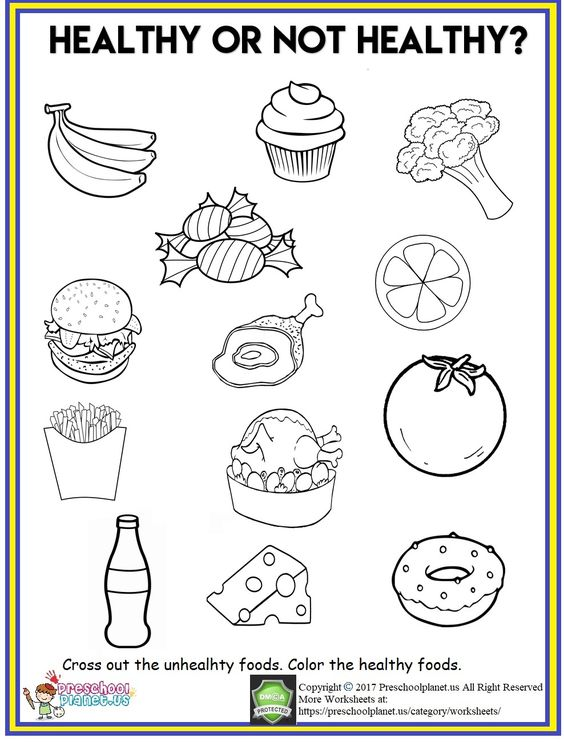 HEALTHY OR NOT HEALTHY?
Cross out the unhealhty foods. Color the healthy foods.
Preschool
Planet.us
DMCA
PROTECTED
Copyright © 2017 Preschoolplanet.us All Right Reserved
More Worksheets at:
https://preschoolplanet.us/category/worksheets/